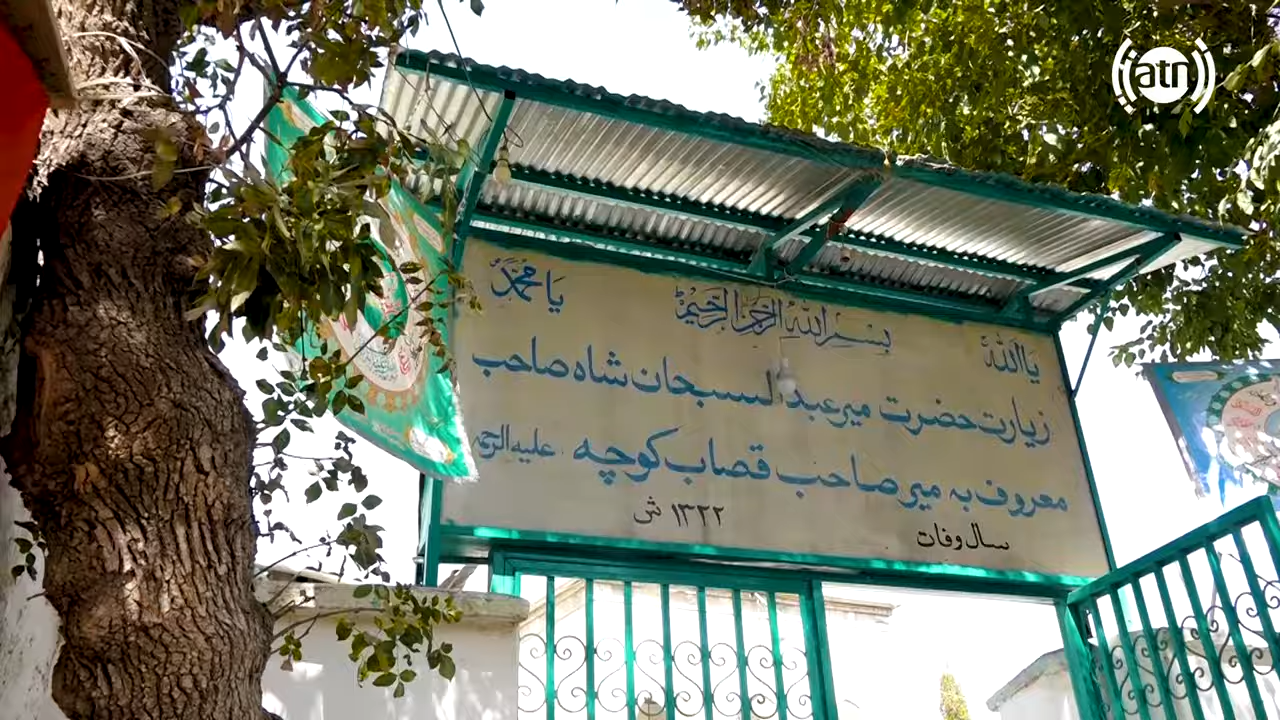 atn
یا الله
بسم الله الرحمن الرحیم
یا محمد
زیارت حضرت میر عبدالسبحان شاه صاحب
معروف به میر صاحب قصاب کوچه علیه الرحمه
سال وفات ۱۳۲۲ ش